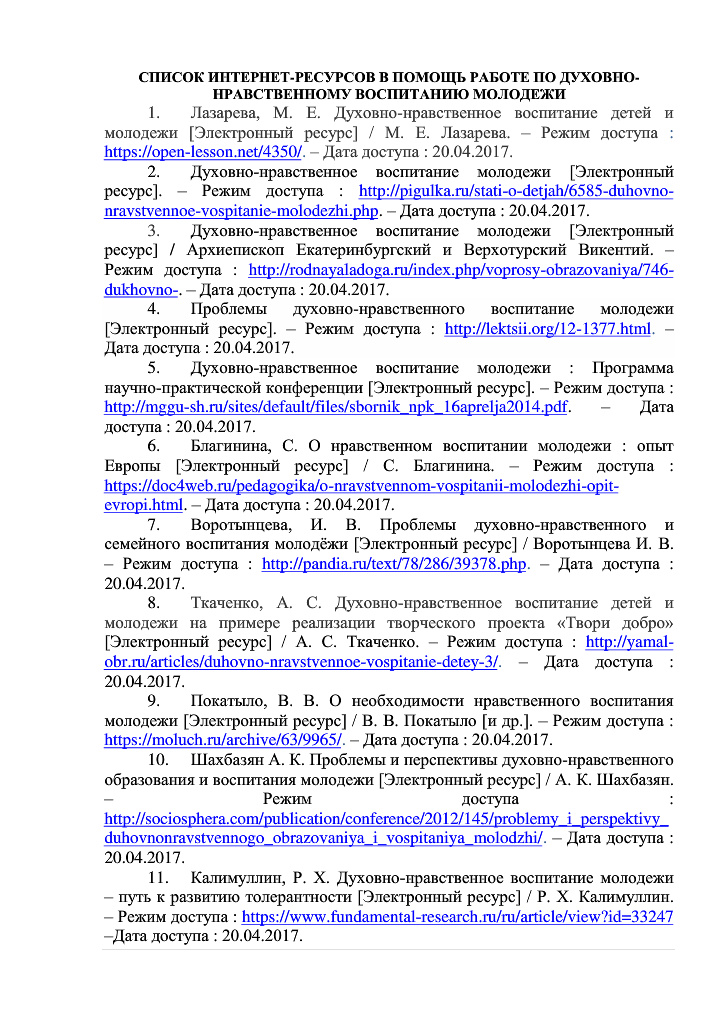 СПИСОК ИНТЕРНЕТ-РЕСУРСОВ В ПОМОЩЬ РАБОТЕ ПО ДУХОВНО-
НРАВСТВЕННОМУ ВОСПИТАНИЮ МОЛОДЕЖИ
1. Лазарева, М. Е. Духовно-нравственное воспитание детей и
молодежи [Электронный ресурс] / М. Е. Лазарева. – Режим доступа :
https://open-lesson.net/4350/. – Дата доступа : 20.04.2017.
2. Духовно-нравственное воспитание молодежи [Электронный
ресурс]. – Режим доступа : http://pigulka.ru/stati-o-detjah/6585-duhovno-
nravstvennoe-vospitanie-molodezhi.php. – Дата доступа : 20.04.2017.
3. Духовно-нравственное воспитание молодежи [Электронный
ресурс] / Архиепископ Екатеринбургский и Верхотурский Викентий. –
Режим доступа : http://rodnayaladoga.ru/index.php/voprosy-obrazovaniya/746-
dukhovno-. – Дата доступа : 20.04.2017.
4. Проблемы духовно-нравственного воспитание молодежи
[Электронный ресурс]. – Режим доступа : http://lektsii.org/12-1377.html. –
Дата доступа : 20.04.2017.
5. Духовно-нравственное воспитание молодежи : Программа
научно-практической конференции [Электронный ресурс]. – Режим доступа :
http://mggu-sh.ru/sites/default/files/sbornik_npk_16aprelja2014.pdf. – Дата
доступа : 20.04.2017.
6. Благинина, С. О нравственном воспитании молодежи : опыт
Европы [Электронный ресурс] / С. Благинина. – Режим доступа :
https://doc4web.ru/pedagogika/o-nravstvennom-vospitanii-molodezhi-opit-
evropi.html. – Дата доступа : 20.04.2017.
7. Воротынцева, И. В. Проблемы духовно-нравственного и
семейного воспитания молодёжи [Электронный ресурс] / Воротынцева И. В.
– Режим доступа : http://pandia.ru/text/78/286/39378.php. – Дата доступа :
20.04.2017.
8. Ткаченко, А. С. Духовно-нравственное воспитание детей и
молодежи на примере реализации творческого проекта «Твори добро»
[Электронный ресурс] / А. С. Ткаченко. – Режим доступа : http://yamal-
obr.ru/articles/duhovno-nravstvennoe-vospitanie-detey-3/. – Дата доступа :
20.04.2017.
9. Покатыло, В. В. О необходимости нравственного воспитания
молодежи [Электронный ресурс] / В. В. Покатыло [и др.]. – Режим доступа :
https://moluch.ru/archive/63/9965/. – Дата доступа : 20.04.2017.
10. Шахбазян А. К. Проблемы и перспективы духовно-нравственного
образования и воспитания молодежи [Электронный ресурс] / А. К. Шахбазян.
– Режим доступа :
http://sociosphera.com/publication/conference/2012/145/problemy_i_perspektivy_
duhovnonravstvennogo_obrazovaniya_i_vospitaniya_molodzhi/. – Дата доступа :
20.04.2017.
11. Калимуллин, Р. Х. Духовно-нравственное воспитание молодежи
– путь к развитию толерантности [Электронный ресурс] / Р. Х. Калимуллин.
– Режим доступа : https://www.fundamental-research.ru/ru/article/view?id=33247
–Дата доступа : 20.04.2017.